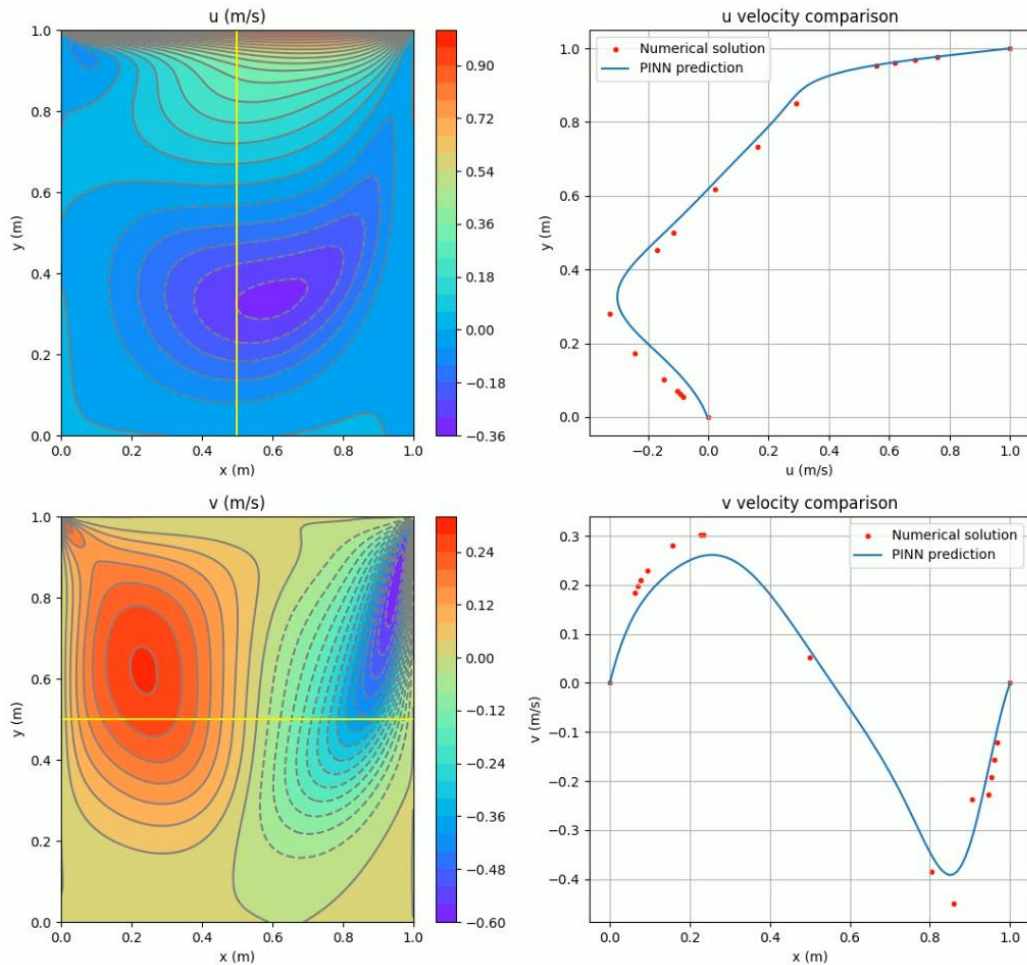 u (m/s)
1.0
0.8
0.6
0.4
0.2
0.0
y (m)
0.0 0.2 0.4 0.6 0.8 1.0
x (m)
0.90
0.72
0.54
0.36
0.18
0.00
−0.18
−0.36
u velocity comparison
Numerical solution
PINN prediction
1.0
0.8
0.6
0.4
0.2
0.0
y (m)
−0.2 0.0 0.2 0.4 0.6 0.8 1.0
u (m/s)
v (m/s)
1.0
0.8
0.6
0.4
0.2
0.0
y (m)
0.0 0.2 0.4 0.6 0.8 1.0
x (m)
0.24
0.12
0.00
−0.12
−0.24
−0.36
−0.48
−0.60
v velocity comparison
Numerical solution
PINN prediction
0.3
0.2
0.1
0.0
−0.1
−0.2
−0.3
−0.4
v (m/s)
0.0 0.2 0.4 0.6 0.8 1.0
x (m)